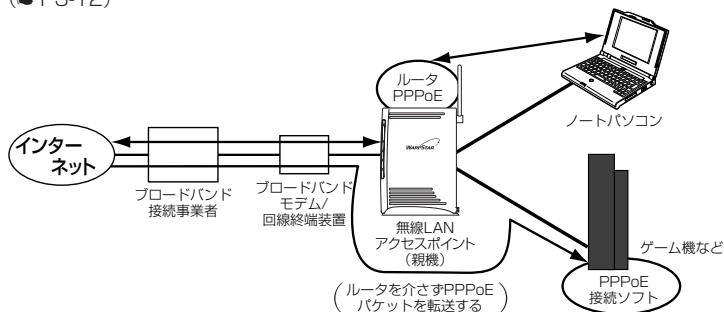 (☛P3-12)
ルータ
PPPoE
ノートパソコン
インター
ネット
WARPSTAR
ブロードバンド
接続事業者
ブロードバンド
モデム/
回線終端装置
無線LAN
アクセスポイント
(親機)
ゲーム機など
PPPoE
接続ソフト
(ルータを介さずPPPoE
パケットを転送する)